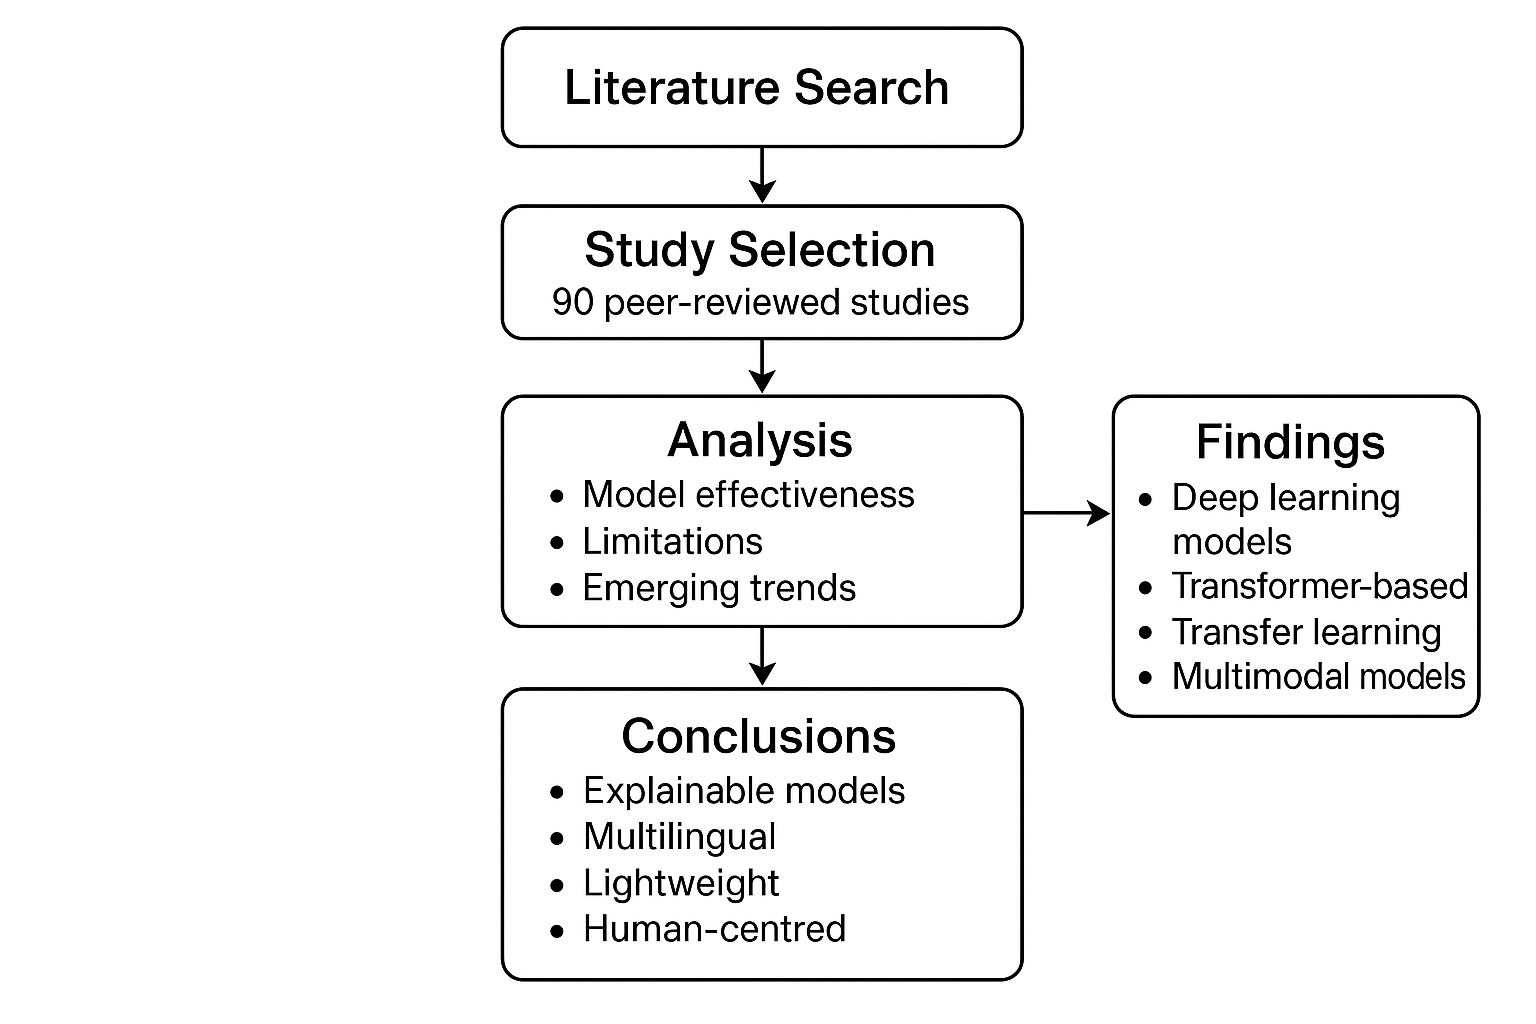 Literature Search
Study Selection
90 peer-reviewed studies
Analysis
• Model effectiveness
• Limitations
• Emerging trends
Findings
• Deep learning
models
• Transformer-based
• Transfer learning
• Multimodal models
Conclusions
• Explainable models
• Multilingual
• Lightweight
• Human-centred